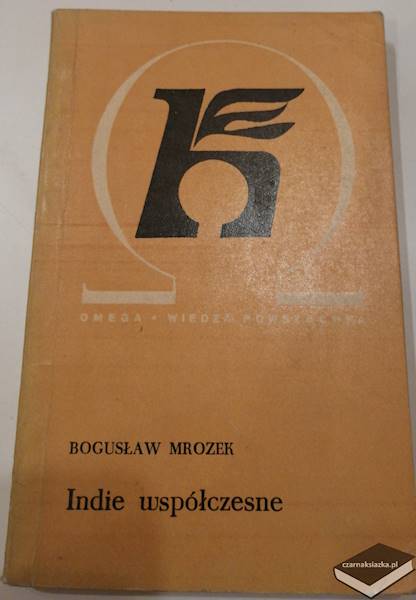 OMEGA • WIEDZA POWSZECHNA
BOGUSŁAW MROZEK
Indie współczesne
czarnaksiazka.pl